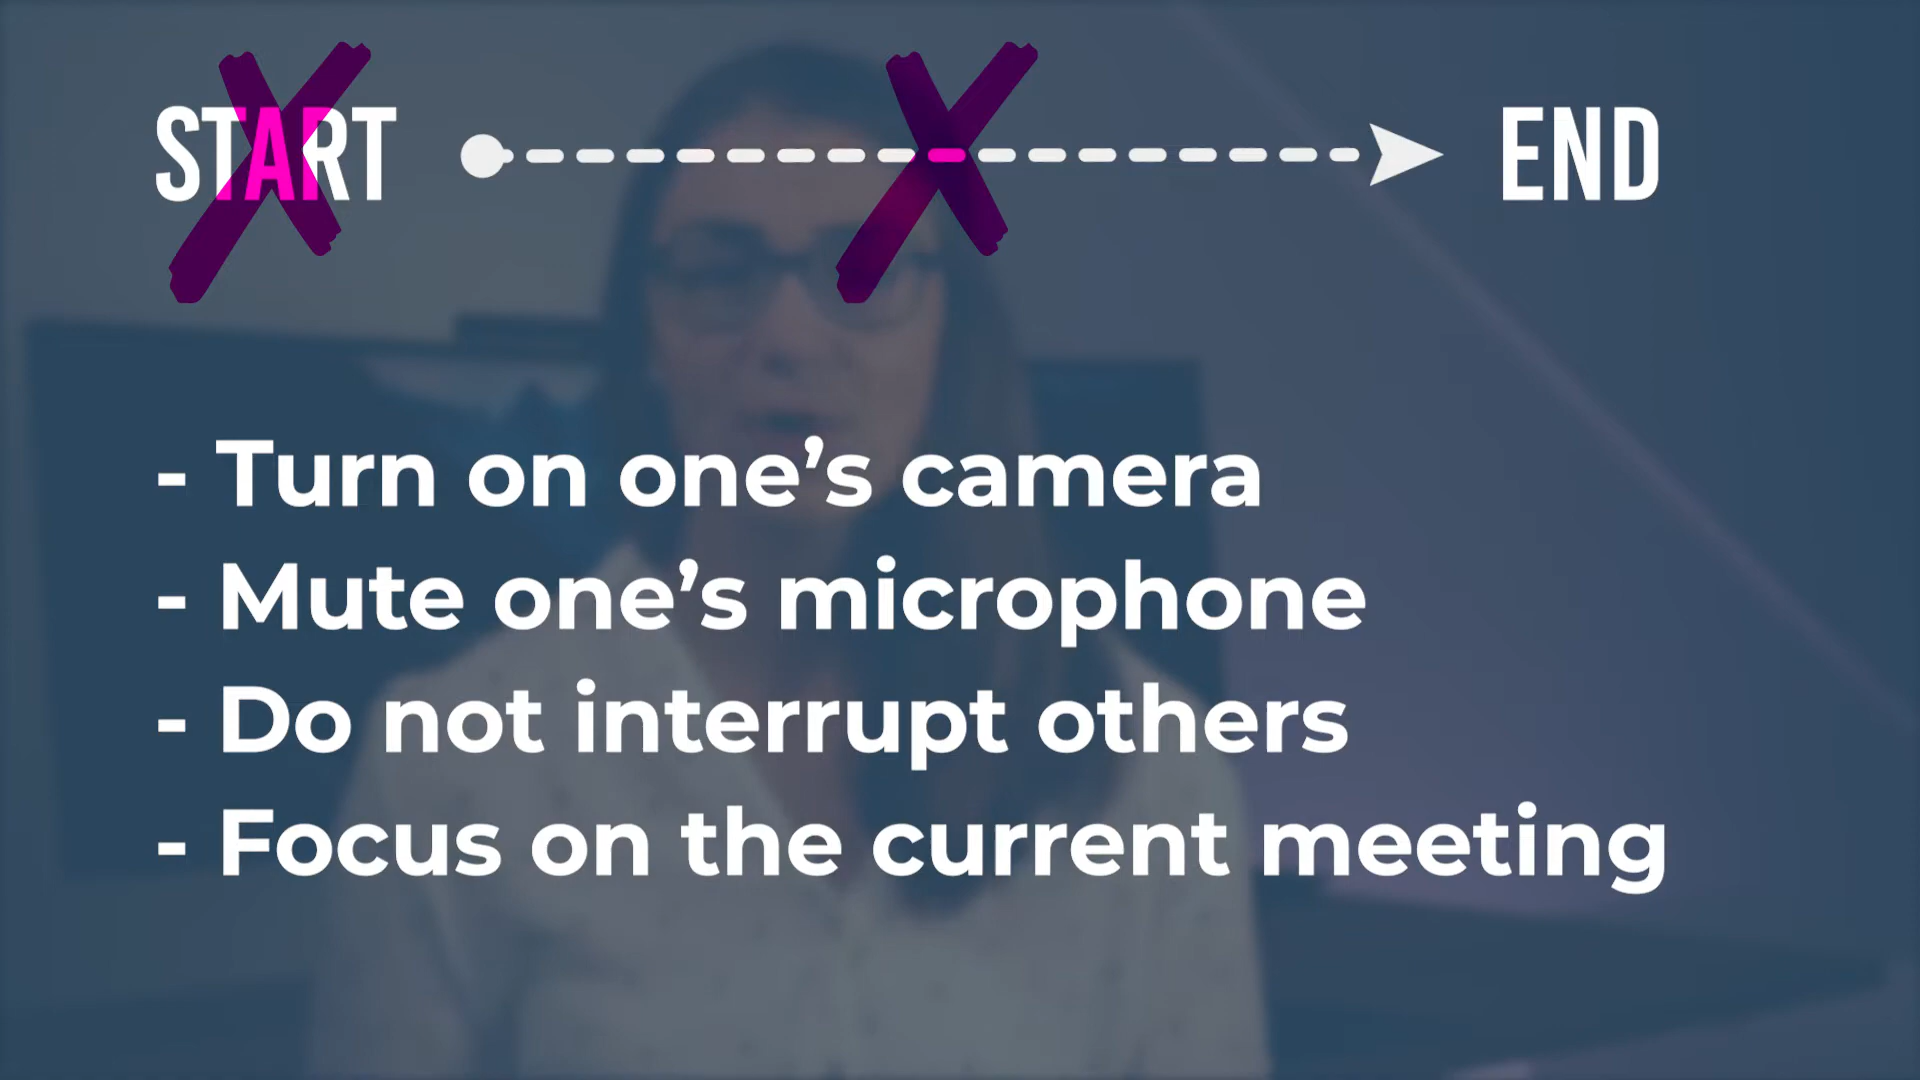 START END
- Turn on one’s camera
- Mute one’s microphone
- Do not interrupt others
- Focus on the current meeting